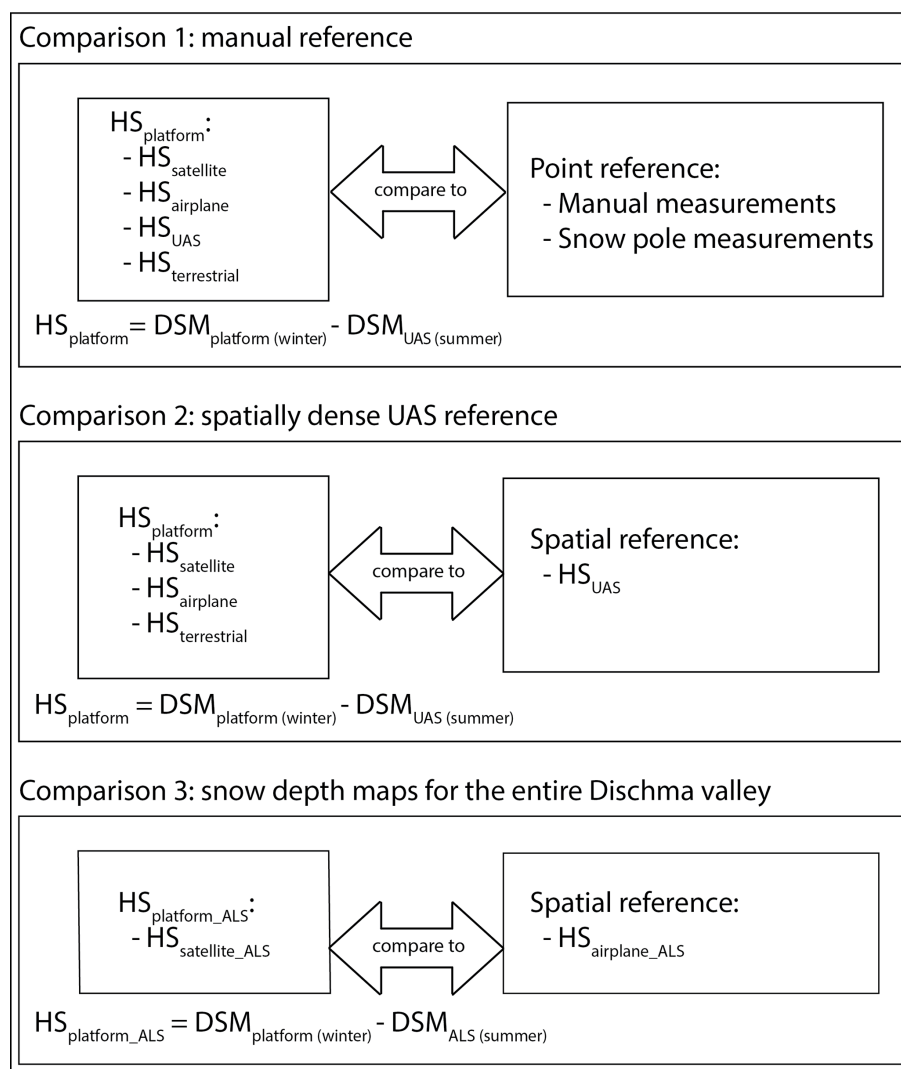 Comparison 1: manual reference
HSplatform:
- HSsatellite
- HSairplane
- HSUAS
- HSterrestrial
compare to
Point reference:
- Manual measurements
- Snow pole measurements
HSplatform= DSMplatform (winter) - DSMUAS (summer)
Comparison 2: spatially dense UAS reference
HSplatform:
- HSsatellite
- HSairplane
- HSterrestrial
compare to
Spatial reference:
- HSUAS
HSplatform = DSMplatform (winter) - DSMUAS (summer)
Comparison 3: snow depth maps for the entire Dischma valley
HSplatform_ALS:
- HSsatellite_ALS
compare to
Spatial reference:
- HSairplane_ALS
HSplatform_ALS = DSMplatform (winter) - DSMALS (summer)